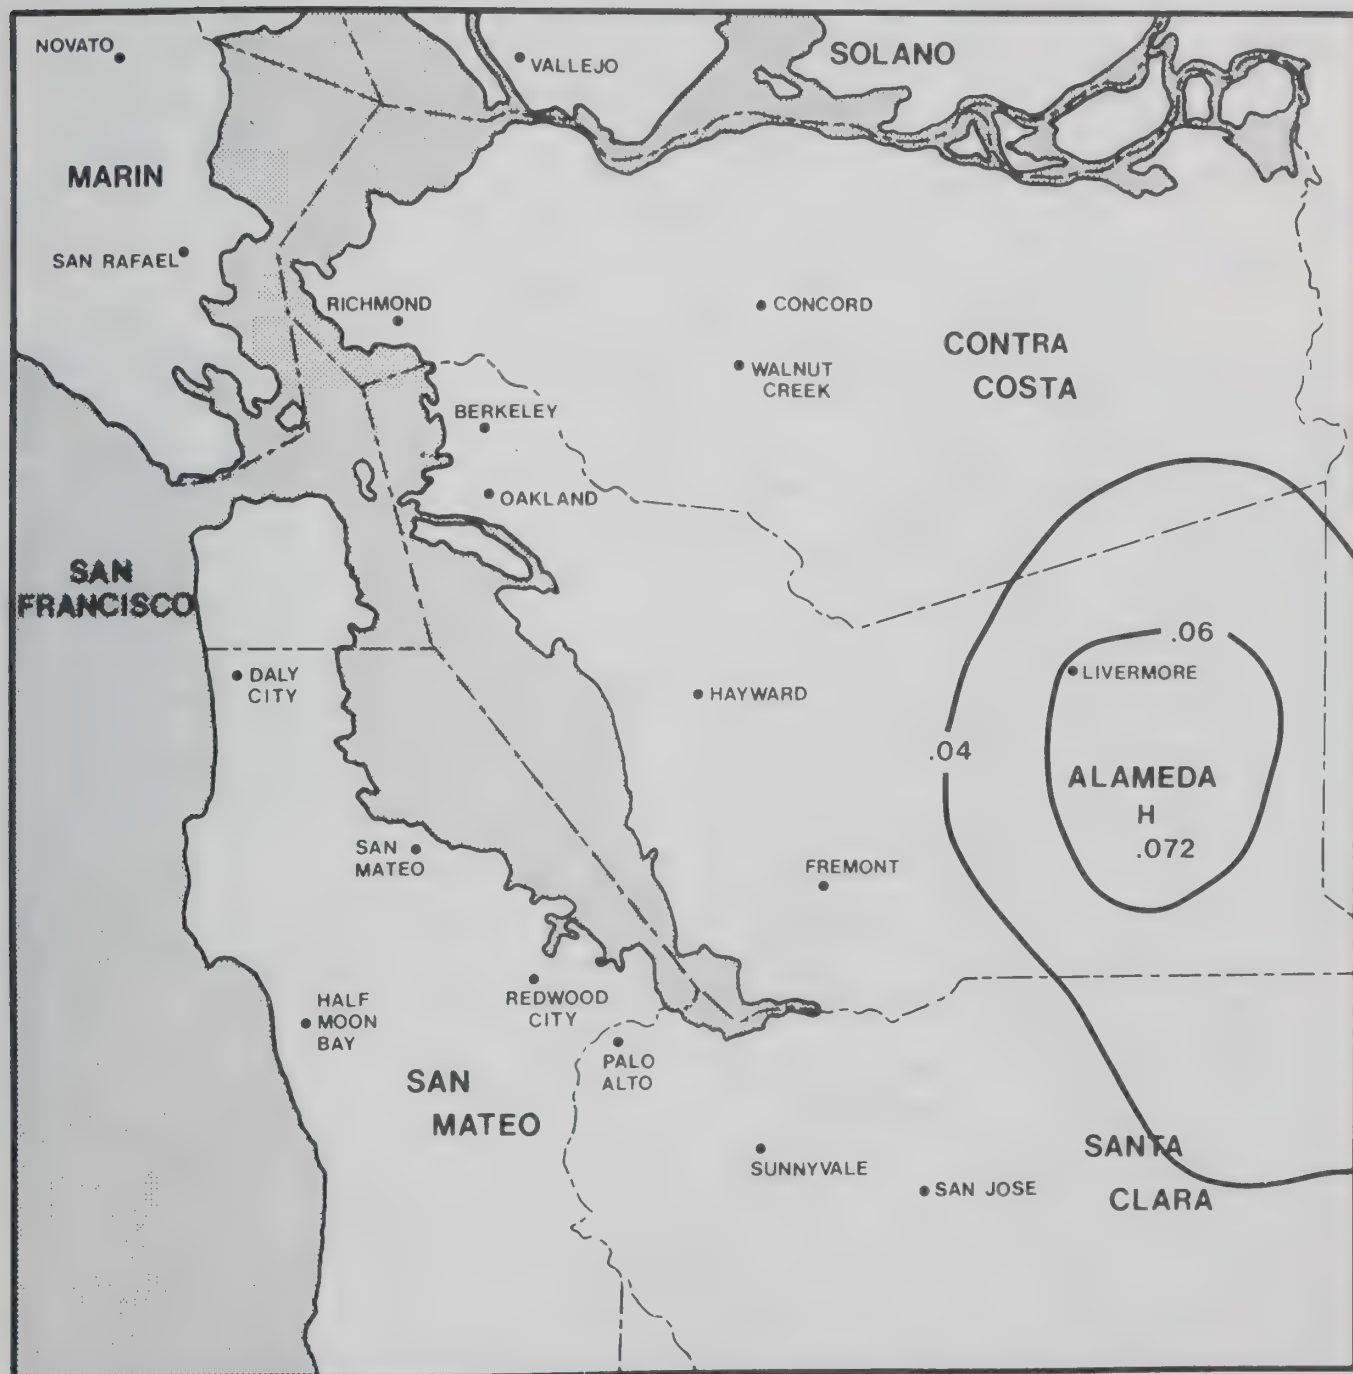 NOVATO
VALLEJO
SOLANO
MARIN
SAN RAFAEL
RICHMOND
CONCORD
CONTRA
COSTA
WALNUT
CREEK
BERKELEY
OAKLAND
SAN
FRANCISCO
.06
LIVERMORE
DALY
CITY
HAYWARD
.04
ALAMEDA
H
.072
SAN
MATEO
FREMONT
REDWOOD
CITY
HALF
MOON
BAY
PALO
ALTO
SAN
MATEO
SUNNYVALE
SAN JOSE
SANTA
CLARA